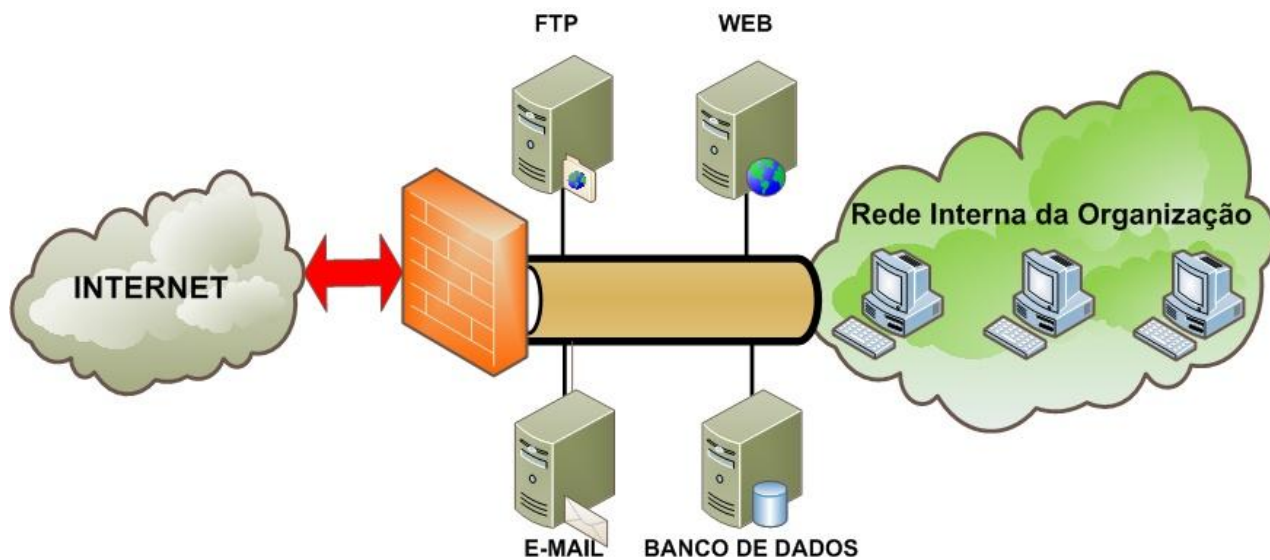 FTP
WEB
Rede Interna da Organização
INTERNET
E-MAIL
BANCO DE DADOS